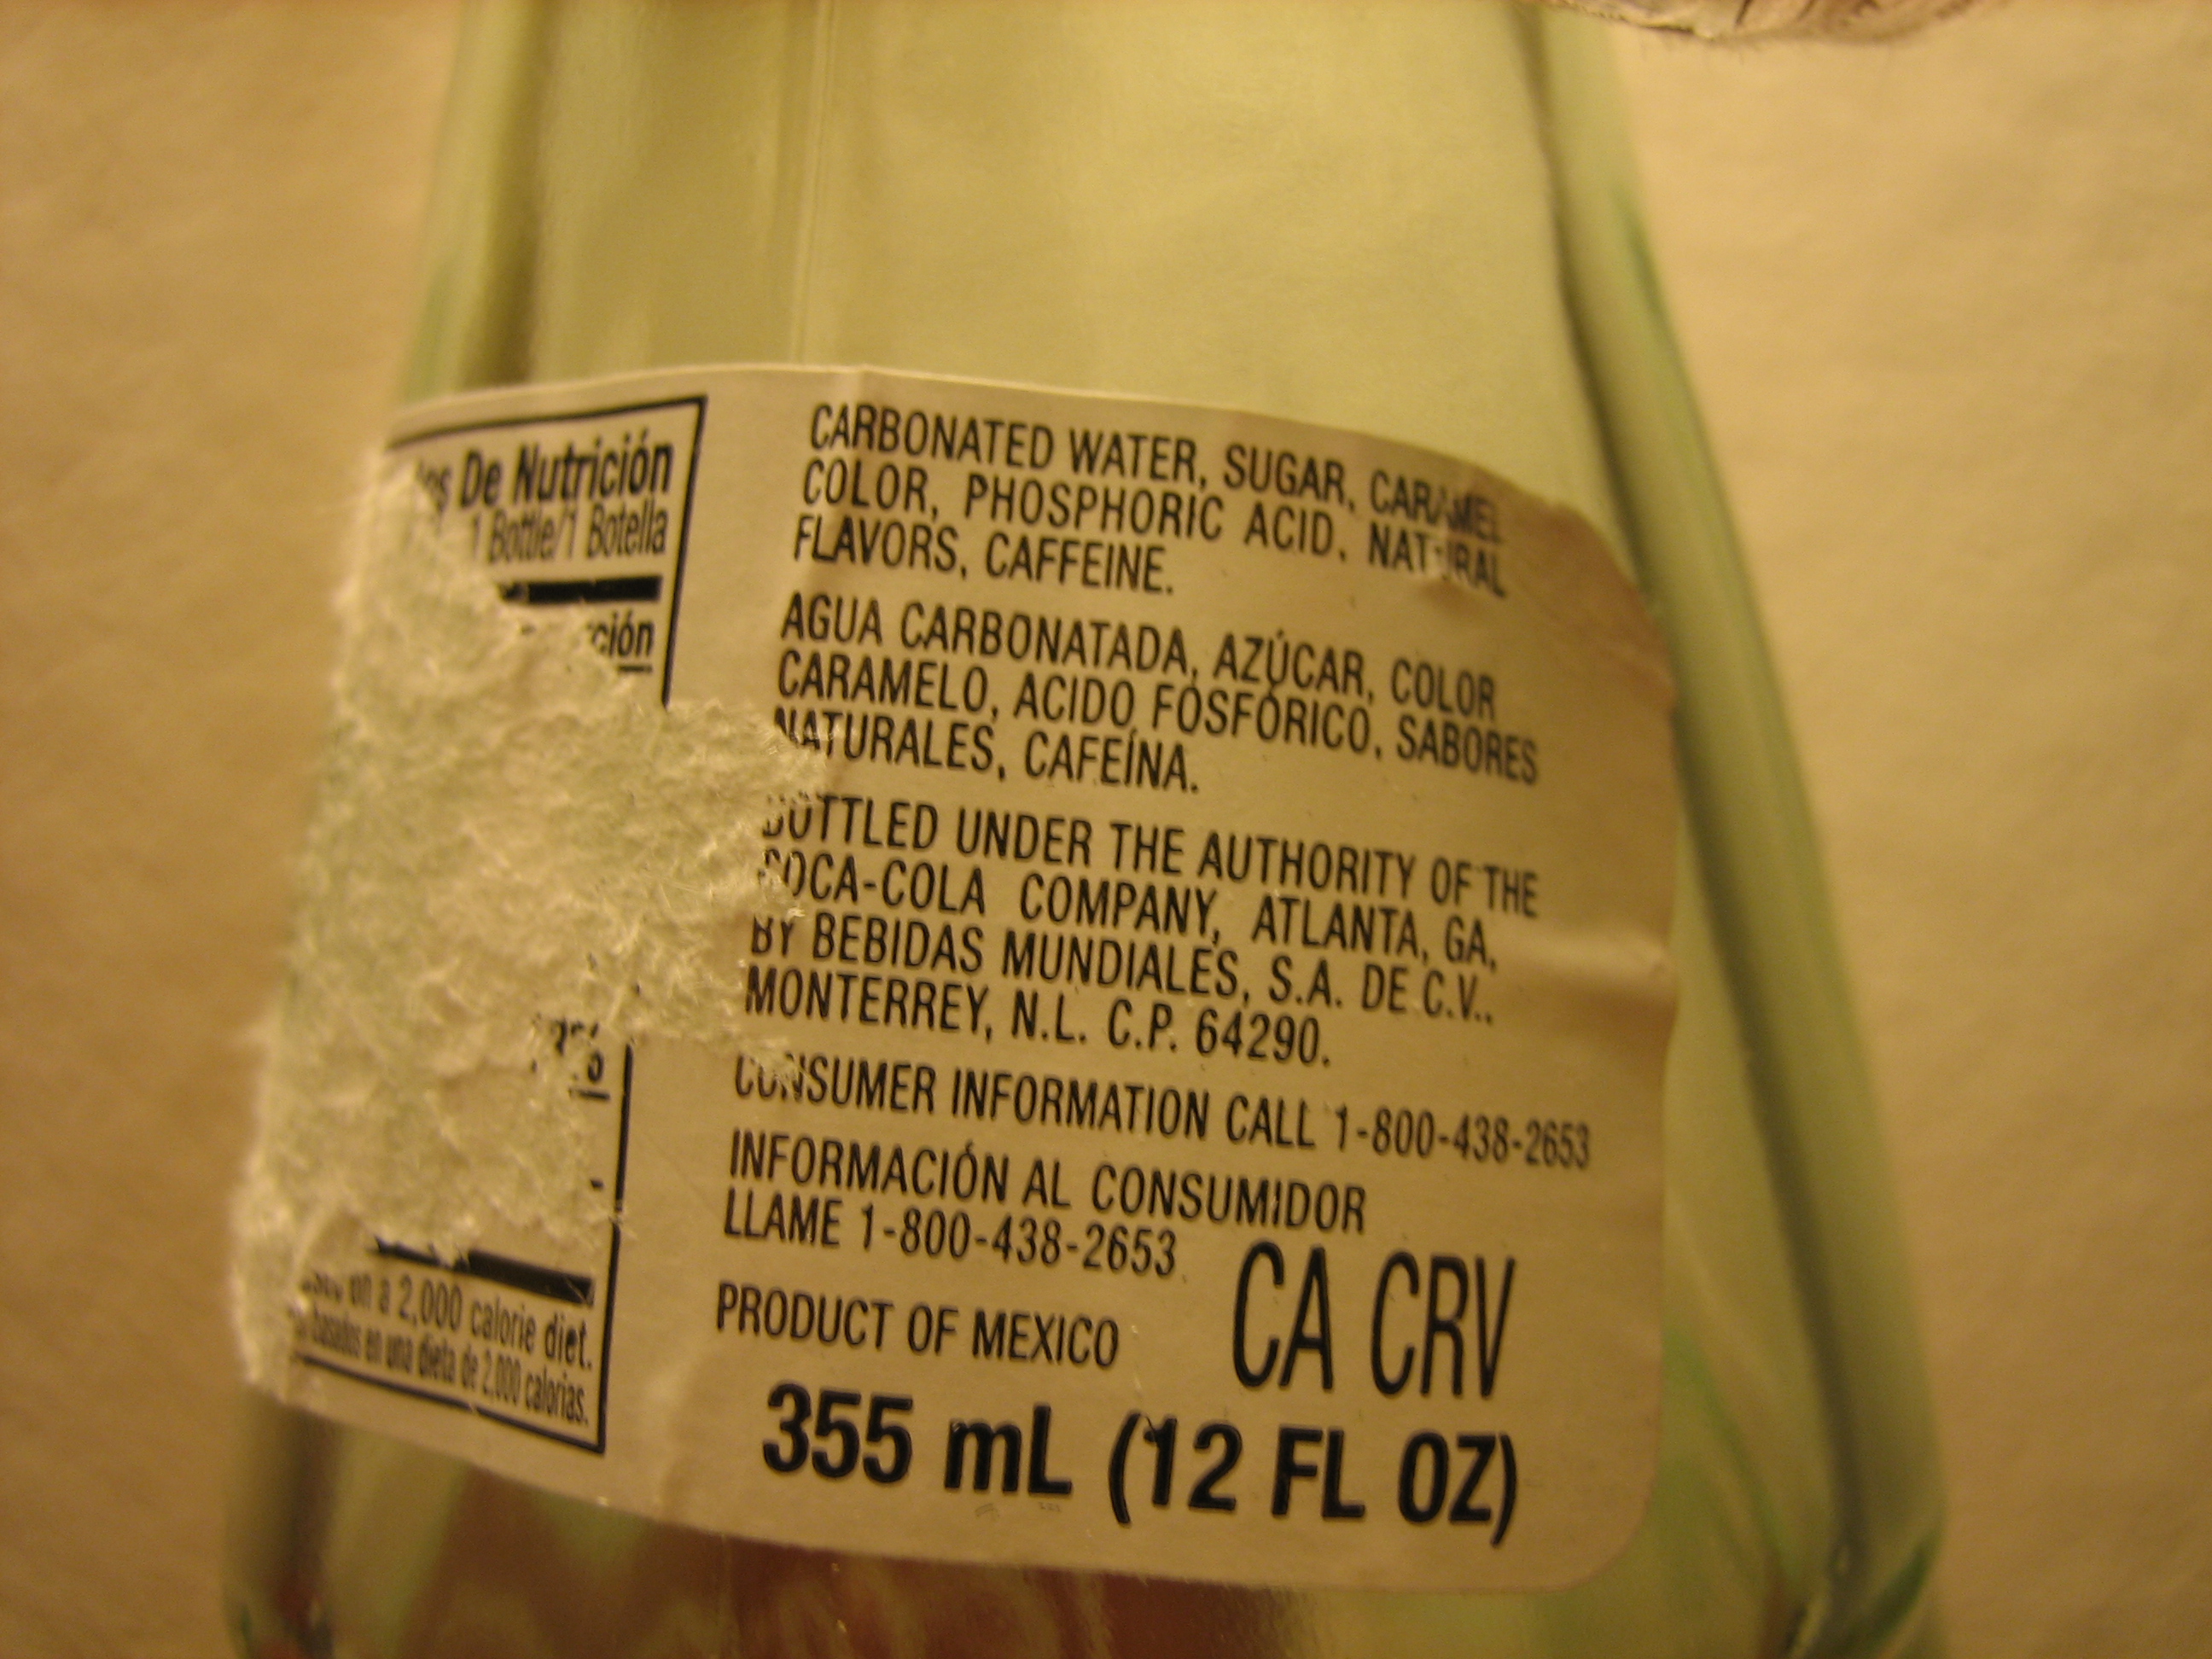 De Nutrición
1 Bottle/1 Botella
CARBONATED WATER, SUGAR, CARAMEL
COLOR, PHOSPHORIC ACID, NATURAL
FLAVORS, CAFFEINE.
AGUA CARBONATADA, AZÚCAR, COLOR
CARAMELO, ACIDO FÓSFÓRICO, SABORES
NATURALES, CAFEÍNA.
BOTTLED UNDER THE AUTHORITY OF THE
COCA-COLA COMPANY, ATLANTA, GA,
BY BEBIDAS MUNDIALES, S.A. DE C.V.,
MONTERREY, N.L. C.P. 64290.
CONSUMER INFORMATION CALL 1-800-438-2653
INFORMACIÓN AL CONSUMIDOR
LLAME 1-800-438-2653
PRODUCT OF MEXICO
CA CRV
355 mL (12 FL OZ)
on a 2,000 calorie diet.
basados en una dieta de 2,000 calorias.